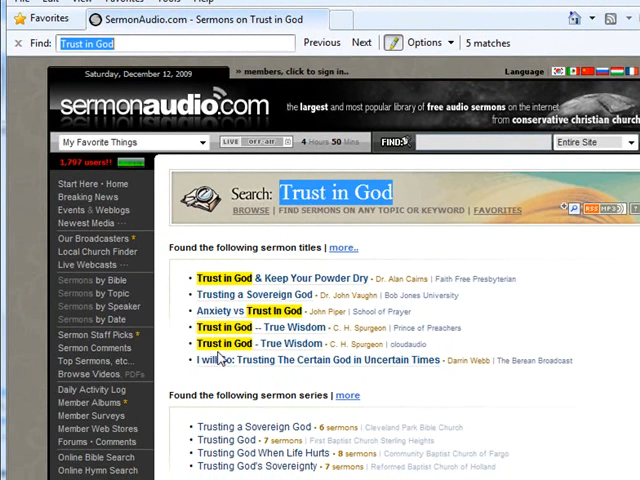 Favorites SermonAudio.com - Sermons on Trust in God
Find: Trust in God Previous Next Options 5 matches
Saturday, December 12, 2009 » members, click to sign in.. Language
sermonaudio.com the largest and most popular library of free audio sermons on the internet
from conservative christian churc
My Favorite Things LIVE off-air 4 Hours 50 Mins FIND: Entire Site
1,797 users!!
Start Here · Home
Breaking News
Events & Weblogs
Newest Media
Our Broadcasters *
Local Church Finder
Live Webcasts
Sermons by Bible
Sermons by Topic
Sermons by Speaker
Sermons by Date
Sermon Staff Picks *
Sermon Comments
Top Sermons, etc...
Browse Videos, PDFs
Daily Activity Log
Member Albums *
Member Surveys
Member Web Stores
Forums · Comments
Online Bible Search
Online Hymn Search
Search: Trust in God
BROWSE | FIND SERMONS ON ANY TOPIC OR KEYWORD | FAVORITES
RSS MP3 ?
Found the following sermon titles | more..
• Trust in God & Keep Your Powder Dry - Dr. Alan Cairns | Faith Free Presbyterian
• Trusting a Sovereign God - Dr. John Vaughn | Bob Jones University
• Anxiety vs Trust In God - John Piper | School of Prayer
• Trust in God -- True Wisdom - C. H. Spurgeon | Prince of Preachers
• Trust in God - True Wisdom - C. H. Spurgeon | cloudaudio
• I will : Trusting The Certain God in Uncertain Times - Darrin Webb | The Berean Baptist
Found the following sermon series | more
• Trusting a Sovereign God - 6 sermons | Cleveland Park Bible Church
• Trusting God - 7 sermons | First Baptist Church Sterling Heights
• Trusting God When Life Hurts - 8 sermons | Community Baptist Church of Fargo
• Trusting God's Sovereignty - 7 sermons | Reformed Baptist Church of Holland